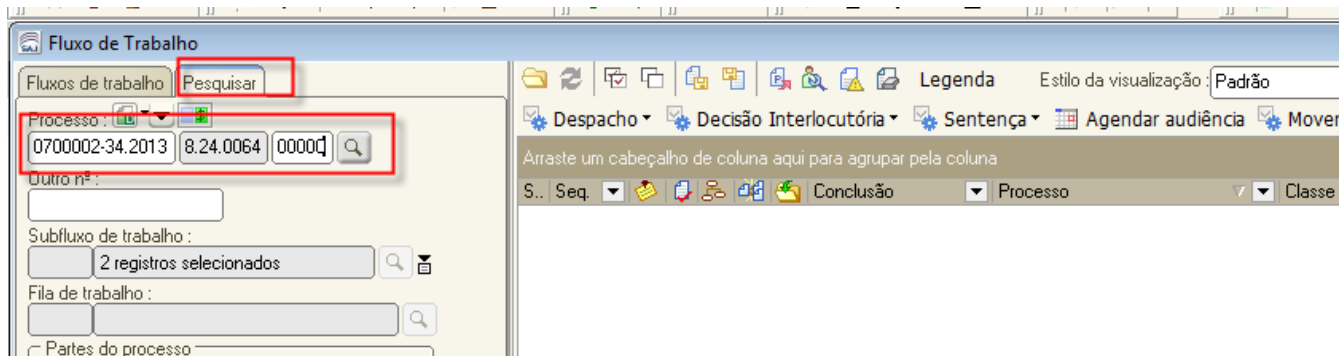 Fluxo de Trabalho
Fluxos de trabalho Pesquisar
Processo :
0700002-34.2013 8.24.0064 00000
Outro nº :
Subfluxo de trabalho :
2 registros selecionados
Fila de trabalho :
Partes do processo
Legenda Estilo da visualização : Padrão
Despacho Decisão Interlocutória Sentença Agendar audiência Mover
Arraste um cabeçalho de coluna aqui para agrupar pela coluna
S.. Seq. Conclusão Processo Classe